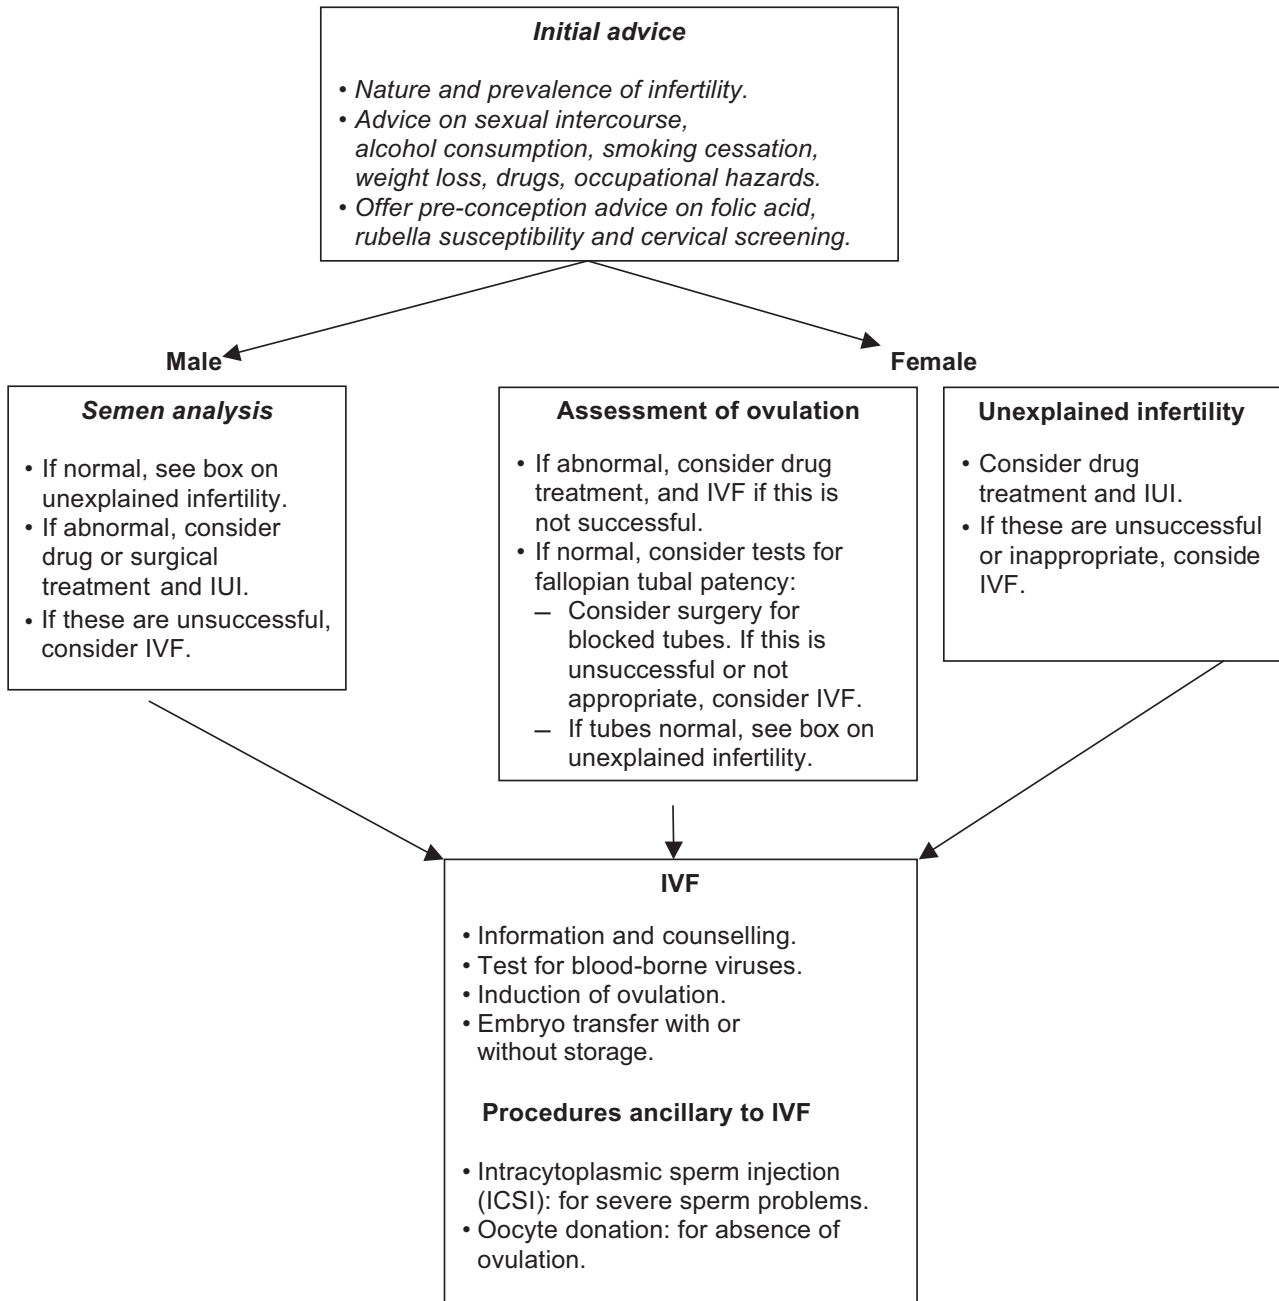 Initial advice
• Nature and prevalence of infertility.
• Advice on sexual intercourse,
alcohol consumption, smoking cessation,
weight loss, drugs, occupational hazards.
• Offer pre-conception advice on folic acid,
rubella susceptibility and cervical screening.
Male
Female
Semen analysis
• If normal, see box on
unexplained infertility.
• If abnormal, consider
drug or surgical
treatment and IUI.
• If these are unsuccessful,
consider IVF.
Assessment of ovulation
• If abnormal, consider drug
treatment, and IVF if this is
not successful.
• If normal, consider tests for
fallopian tubal patency:
– Consider surgery for
blocked tubes. If this is
unsuccessful or not
appropriate, consider IVF.
– If tubes normal, see box on
unexplained infertility.
Unexplained infertility
• Consider drug
treatment and IUI.
• If these are unsuccessful
or inappropriate, conside
IVF.
IVF
• Information and counselling.
• Test for blood-borne viruses.
• Induction of ovulation.
• Embryo transfer with or
without storage.
Procedures ancillary to IVF
• Intracytoplasmic sperm injection
(ICSI): for severe sperm problems.
• Oocyte donation: for absence of
ovulation.